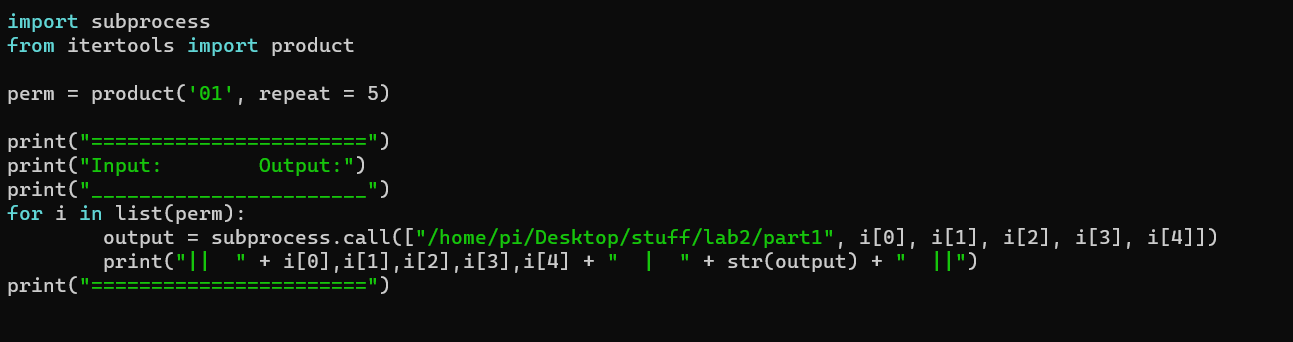 import subprocess
from itertools import product

perm = product('01', repeat = 5)

print("=======================")
print("Input:        Output:")
print("_______________________")
for i in list(perm):
        output = subprocess.call(["/home/pi/Desktop/stuff/lab2/part1", i[0], i[1], i[2], i[3], i[4]])
        print("||  " + i[0],i[1],i[2],i[3],i[4] + "  |  " + str(output) + "  ||")
print("=======================")